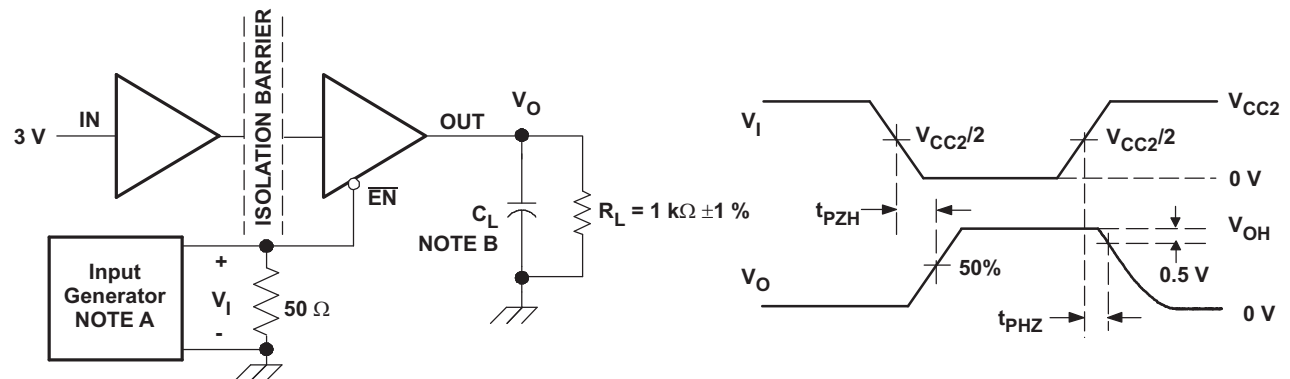 ISOLATION BARRIER
3 V
IN
OUT
V_O
EN
C_L
NOTE B
R_L = 1 kΩ ±1 %
Input
Generator
NOTE A
+
V_I
-
50 Ω
V_I
V_CC2
V_CC2/2
V_CC2/2
0 V
t_PZH
V_OH
V_O
50%
0.5 V
t_PHZ
0 V